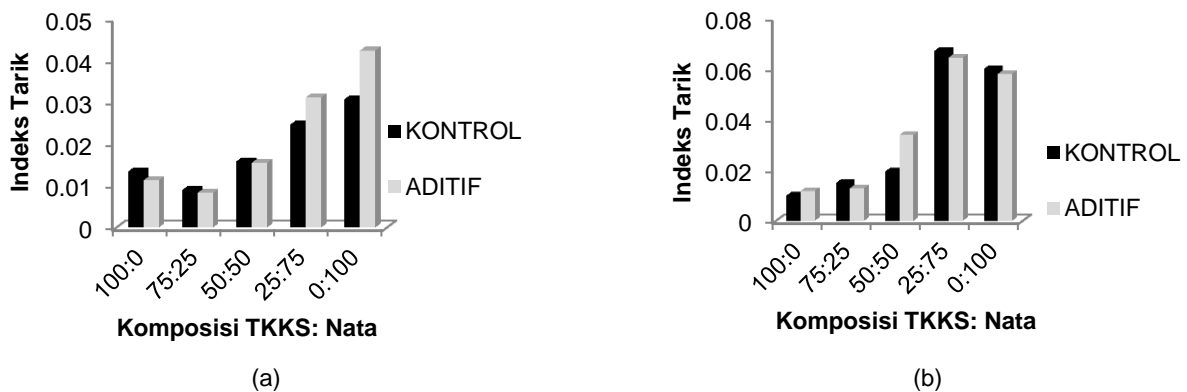 0.05
0.04
0.03
0.02
0.01
0
Indeks Tarik
KONTROL
ADITIF
100:0
75:25
50:50
25:75
0:100
Komposisi TKKS: Nata
(a)
0.08
0.06
0.04
0.02
0
Indeks Tarik
KONTROL
ADITIF
100:0
75:25
50:50
25:75
0:100
Komposisi TKKS: Nata
(b)